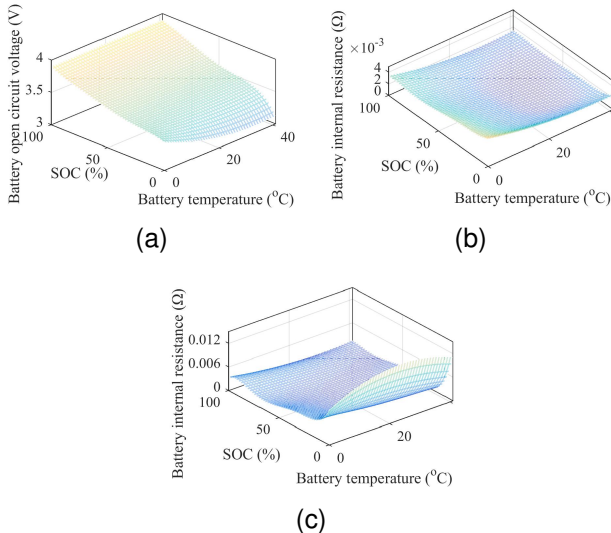 Battery open circuit voltage (V)
4
3.5
3
100
50
0
0
20
40
SOC (%)
Battery temperature (°C)
(a)
Battery internal resistance (Ω)
×10⁻³
4
2
0
100
50
0
0
20
SOC (%)
Battery temperature (°C)
(b)
Battery internal resistance (Ω)
0.012
0.006
0
100
50
0
0
20
SOC (%)
Battery temperature (°C)
(c)